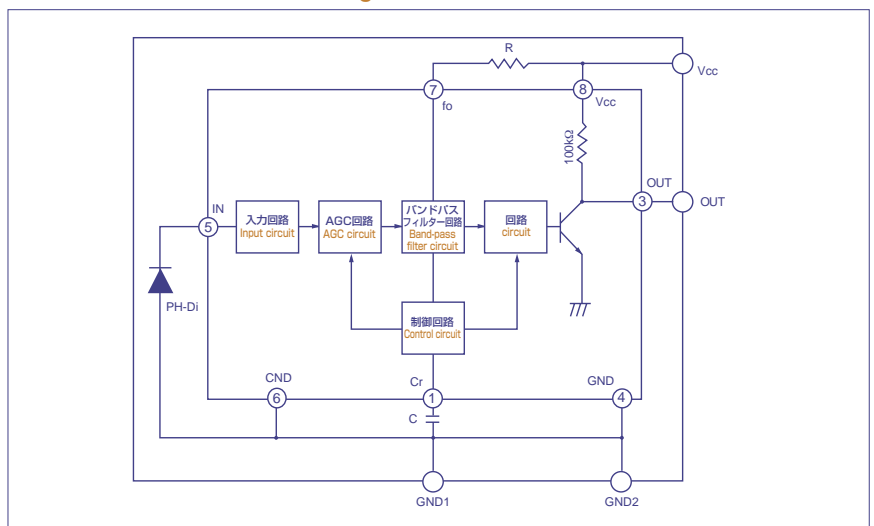 R
Vcc
7
8
fo
Vcc
100kΩ
IN
OUT
5
入力回路
Input circuit
AGC回路
AGC circuit
バンドパス
フィルター回路
Band-pass
filter circuit
回路
circuit
3
OUT
PH-Di
制御回路
Control circuit
CND
Cr
GND
6
1
4
C
GND1
GND2